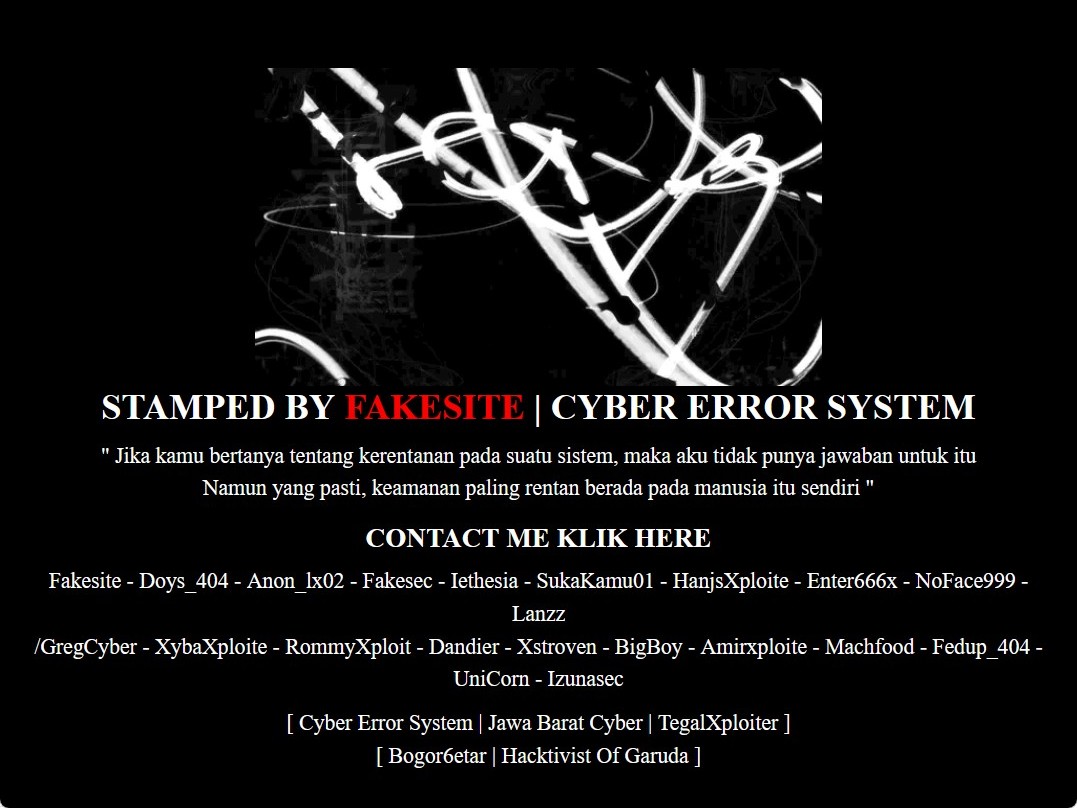 STAMPED BY FAKESITE | CYBER ERROR SYSTEM
" Jika kamu bertanya tentang kerentanan pada suatu sistem, maka aku tidak punya jawaban untuk itu
Namun yang pasti, keamanan paling rentan berada pada manusia itu sendiri "
CONTACT ME KLIK HERE
Fakesite - Doys_404 - Anon_lx02 - Fakesec - Iethesia - SukaKamu01 - HanjsXploite - Enter666x - NoFace999 -
Lanzz
/GregCyber - XybaXploite - RommyXploit - Dandier - Xstroven - BigBoy - Amirxploite - Machfood - Fedup_404 -
UniCorn - Izunasec
[ Cyber Error System | Jawa Barat Cyber | TegalXploiter ]
[ Bogor6etar | Hacktivist Of Garuda ]